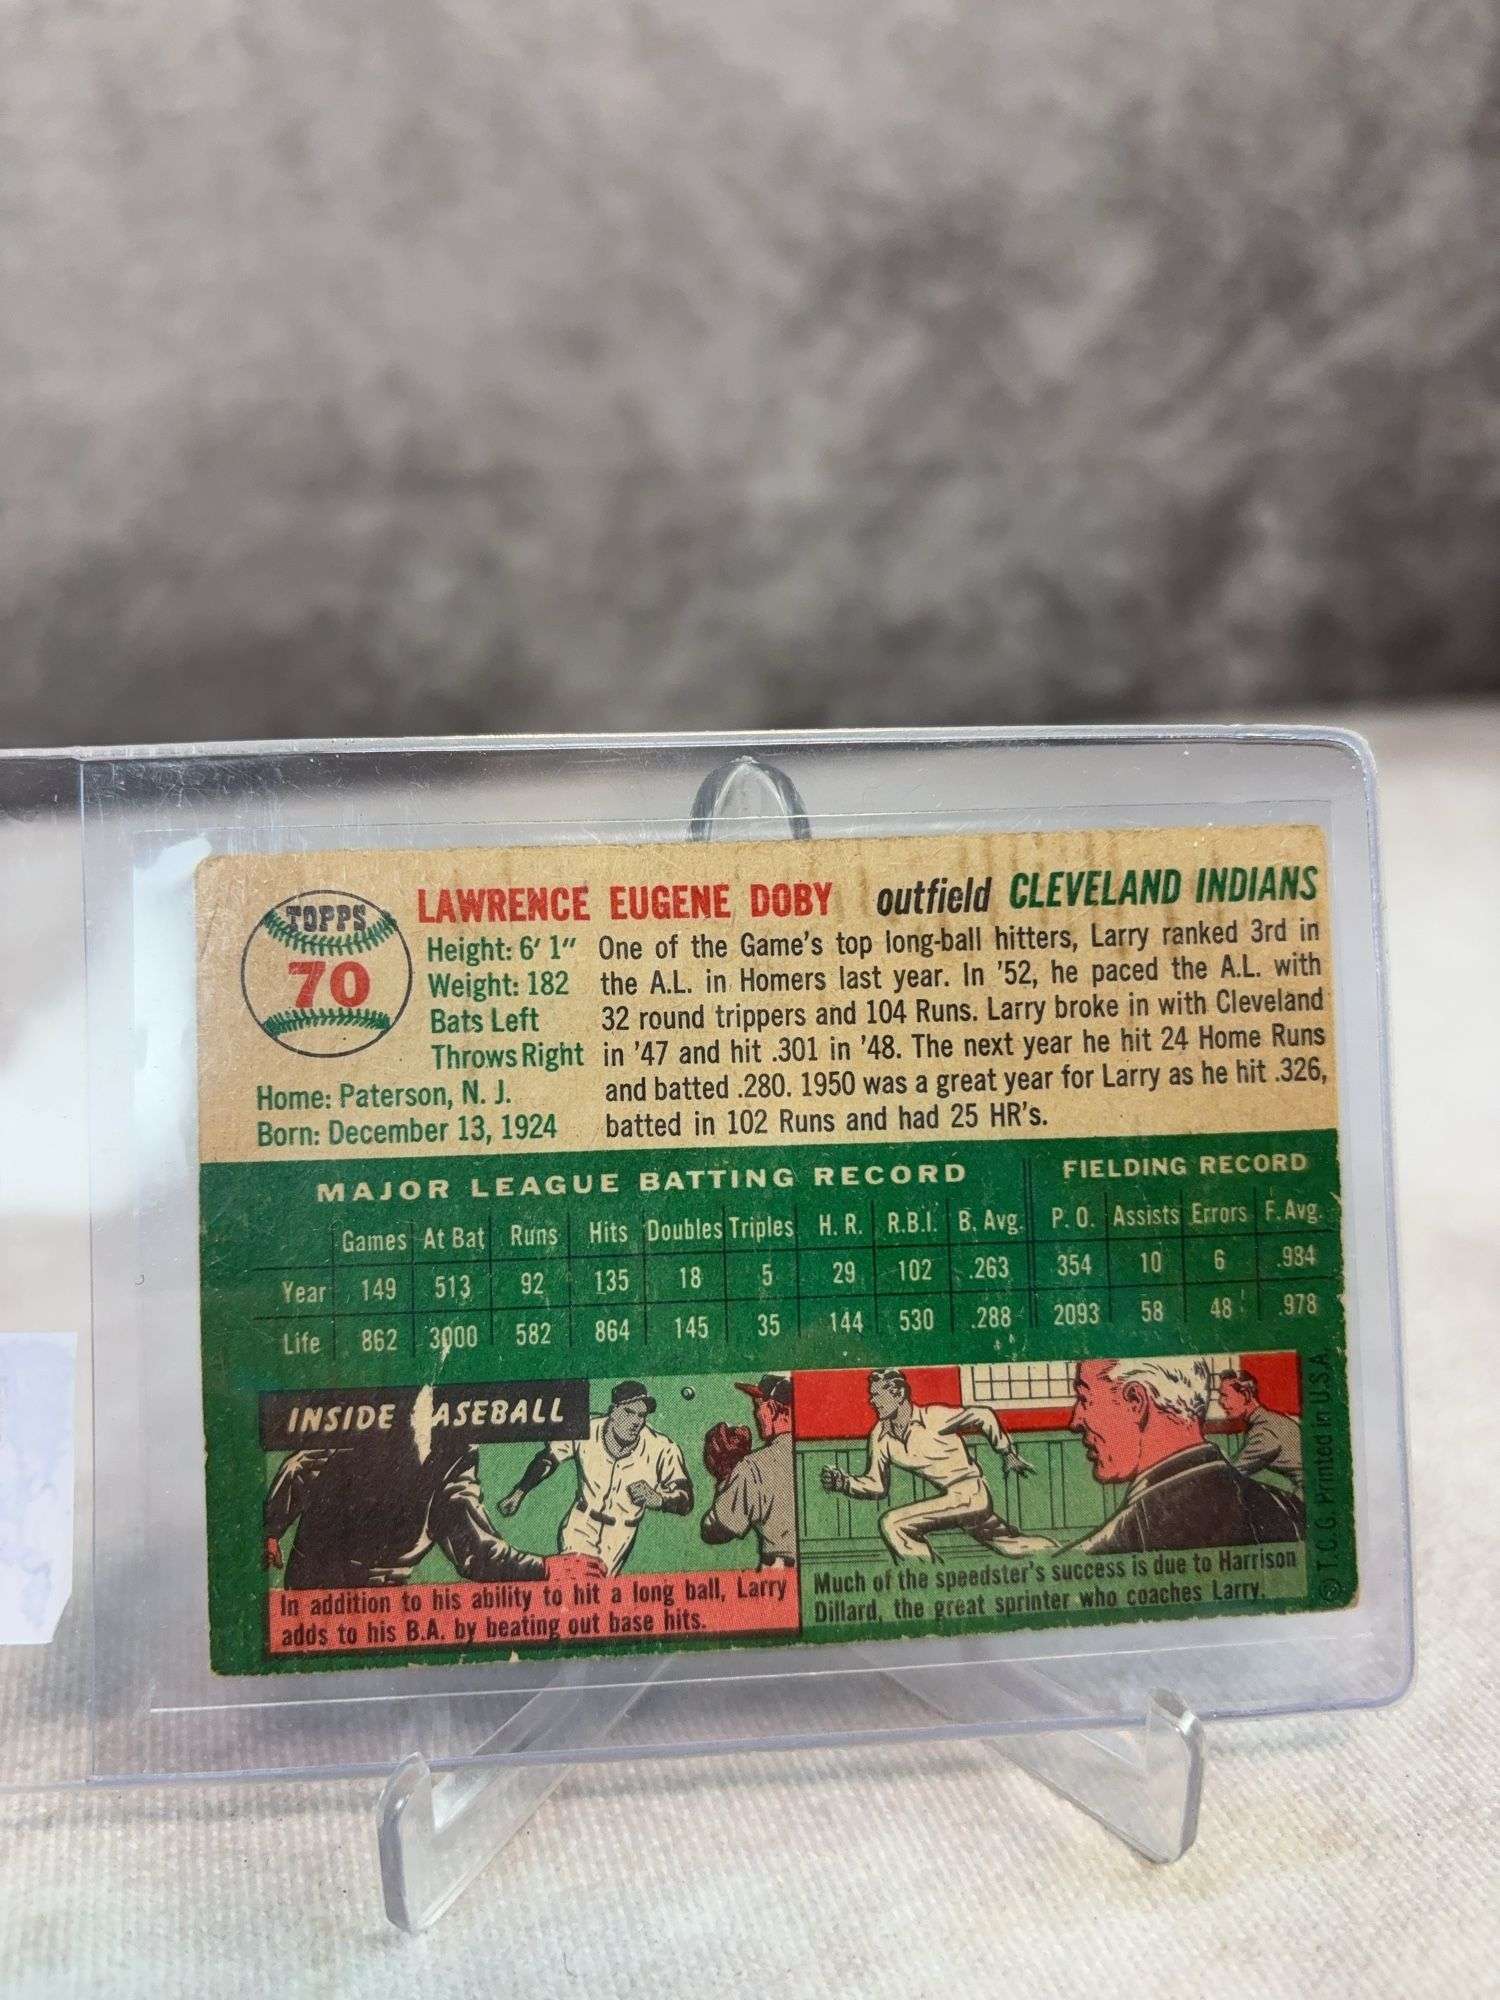 TOPPS
70
LAWRENCE EUGENE DOBY outfield CLEVELAND INDIANS
Height: 6' 1"
Weight: 182
Bats Left
Throws Right
Home: Paterson, N. J.
Born: December 13, 1924
One of the Game's top long-ball hitters, Larry ranked 3rd in
the A.L. in Homers last year. In '52, he paced the A.L. with
32 round trippers and 104 Runs. Larry broke in with Cleveland
in '47 and hit .301 in '48. The next year he hit 24 Home Runs
and batted .280. 1950 was a great year for Larry as he hit .326,
batted in 102 Runs and had 25 HR's.
MAJOR LEAGUE BATTING RECORD FIELDING RECORD
Games At Bat Runs Hits Doubles Triples H. R. R.B.I. B. Avg. P. O. Assists Errors F. Avg.
Year 149 513 92 135 18 5 29 102 .263 354 10 6 .984
Life 862 3000 582 864 145 35 144 530 .288 2093 58 48 .978
INSIDE BASEBALL
In addition to his ability to hit a long ball, Larry
adds to his B.A. by beating out base hits.
Much of the speedster's success is due to Harrison
Dillard, the great sprinter who coaches Larry.
© T.C.G. Printed in U.S.A.